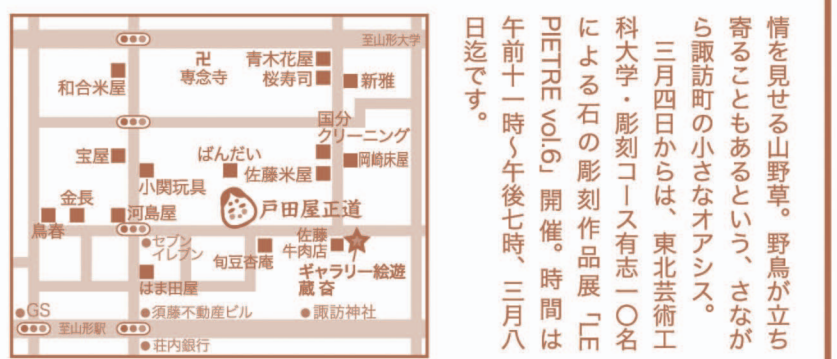 情を見せる山野草。野鳥が立ち
寄ることもあるという、さなが
ら諏訪町の小さなオアシス。
三月四日からは、東北芸術工
科大学・彫刻コース有志一〇名
による石の彫刻作品展「LE
PIETRE vol.6」開催。時間は
午前十一時〜午後七時、三月八
日迄です。
至山形大学
卍
専念寺
青木花屋
桜寿司
新雅
和合米屋
国分
クリーニング
宝屋
ばんだい
岡崎床屋
小関玩具
佐藤米屋
金長
河島屋
戸田屋正道
鳥春
セブン
イレブン
旬豆杏庵
佐藤
牛肉店
ギャラリー絵遊
蔵 奋
はま田屋
GS
須藤不動産ビル
諏訪神社
至山形駅
荘内銀行